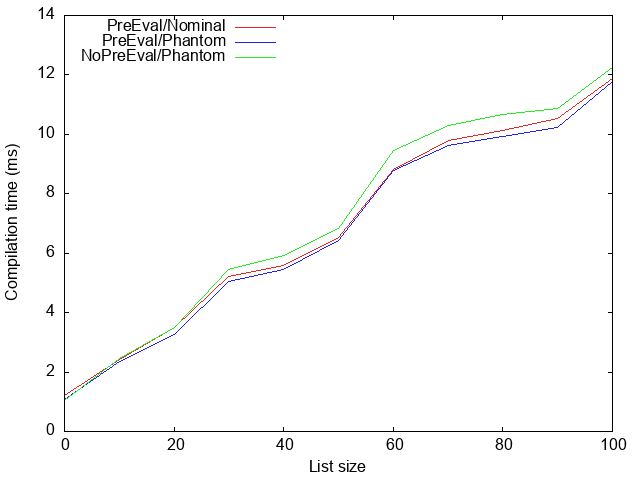 14
12
10
8
6
4
2
0
Compilation time (ms)
PreEval/Nominal
PreEval/Phantom
NoPreEval/Phantom
0 20 40 60 80 100
List size